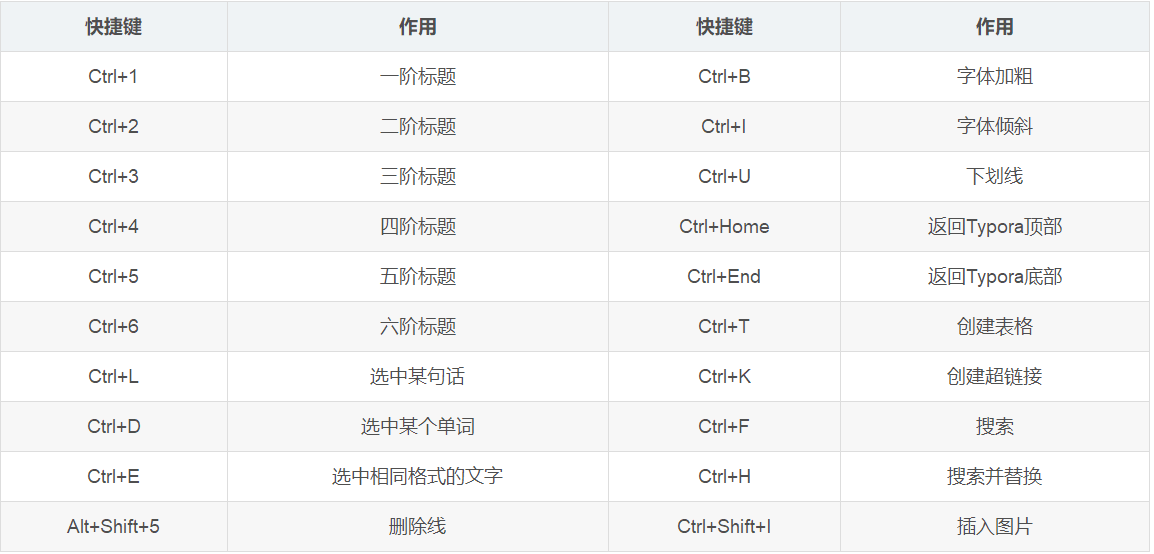 快捷键 作用 快捷键 作用
Ctrl+1 一阶标题 Ctrl+B 字体加粗
Ctrl+2 二阶标题 Ctrl+I 字体倾斜
Ctrl+3 三阶标题 Ctrl+U 下划线
Ctrl+4 四阶标题 Ctrl+Home 返回Typora顶部
Ctrl+5 五阶标题 Ctrl+End 返回Typora底部
Ctrl+6 六阶标题 Ctrl+T 创建表格
Ctrl+L 选中某句话 Ctrl+K 创建超链接
Ctrl+D 选中某个单词 Ctrl+F 搜索
Ctrl+E 选中相同格式的文字 Ctrl+H 搜索并替换
Alt+Shift+5 删除线 Ctrl+Shift+I 插入图片